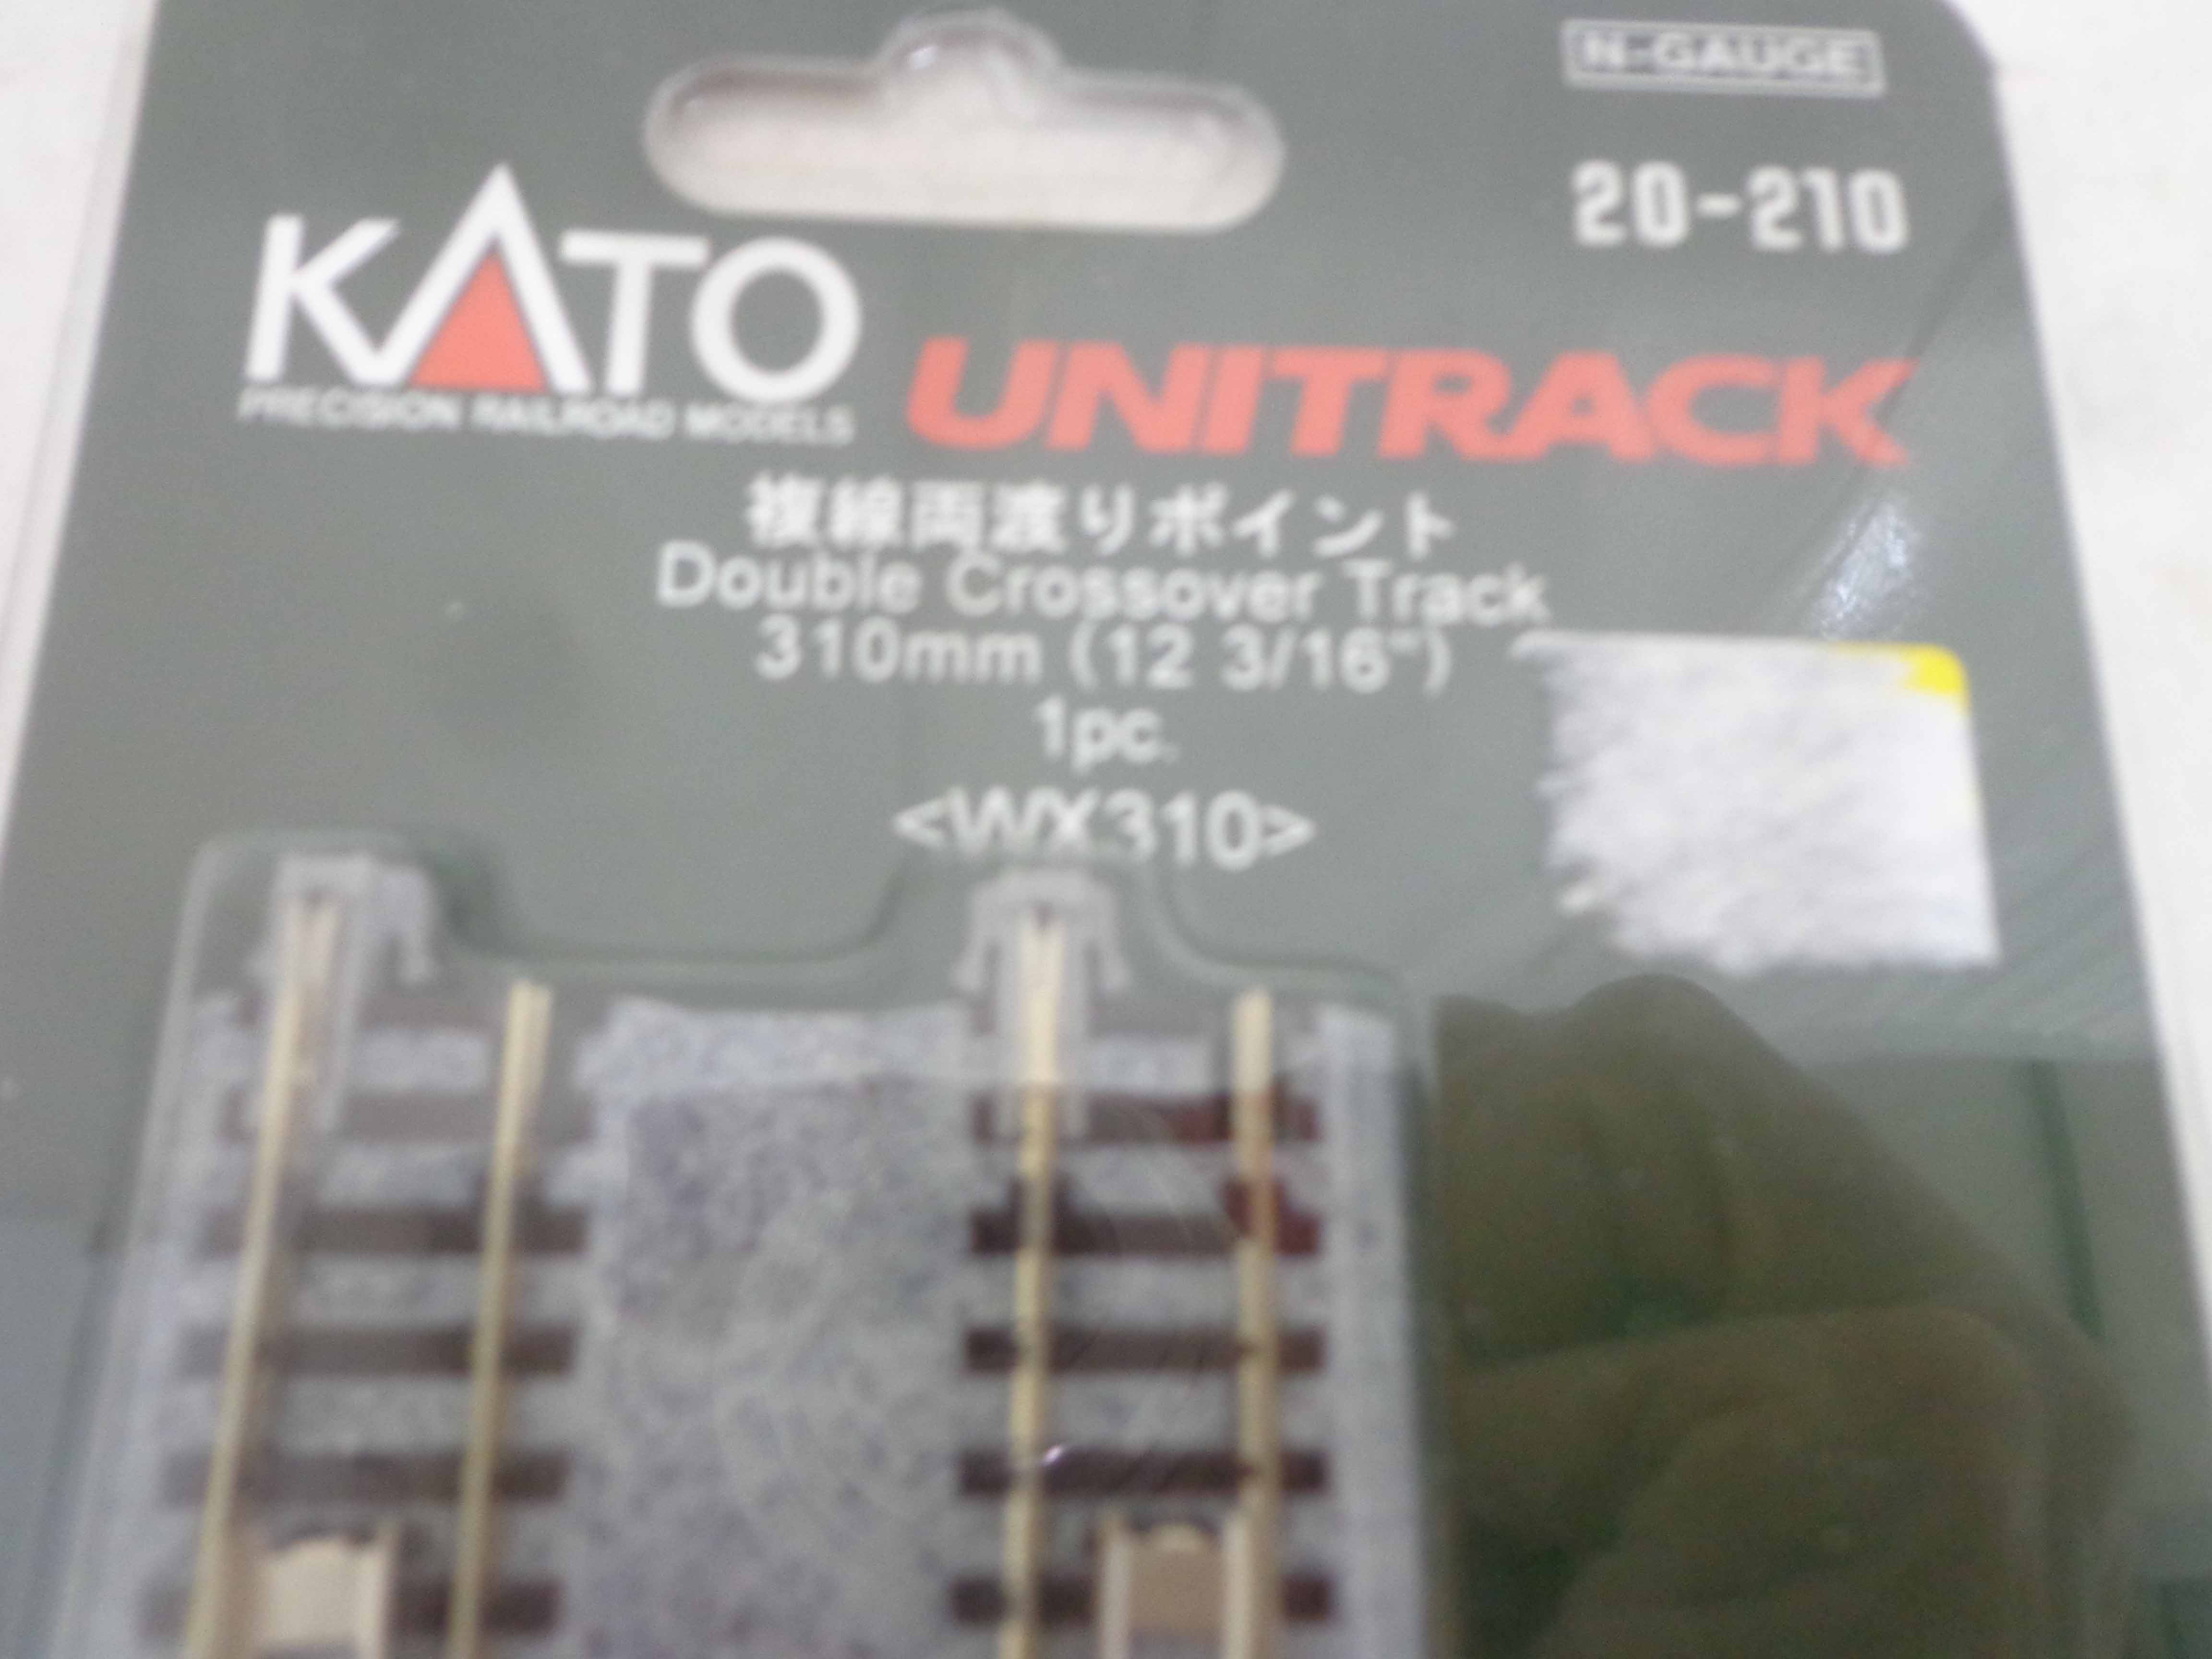 N-GAUGE
20-210
KATO
PRECISION RAILROAD MODELS
UNITRACK
複線両渡りポイント
Double Crossover Track
310mm (12 3/16")
1pc.
<WX310>